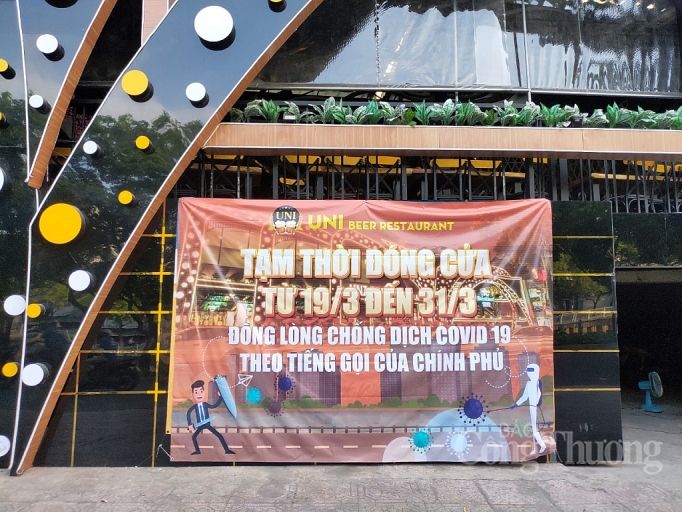 UNI
UNI BEER RESTAURANT
TẠM THỜI ĐÓNG CỬA
TỪ 19/3 ĐẾN 31/3
ĐỒNG LÒNG CHỐNG DỊCH COVID 19
THEO TIẾNG GỌI CỦA CHÍNH PHỦ
BÁO
Công Thương